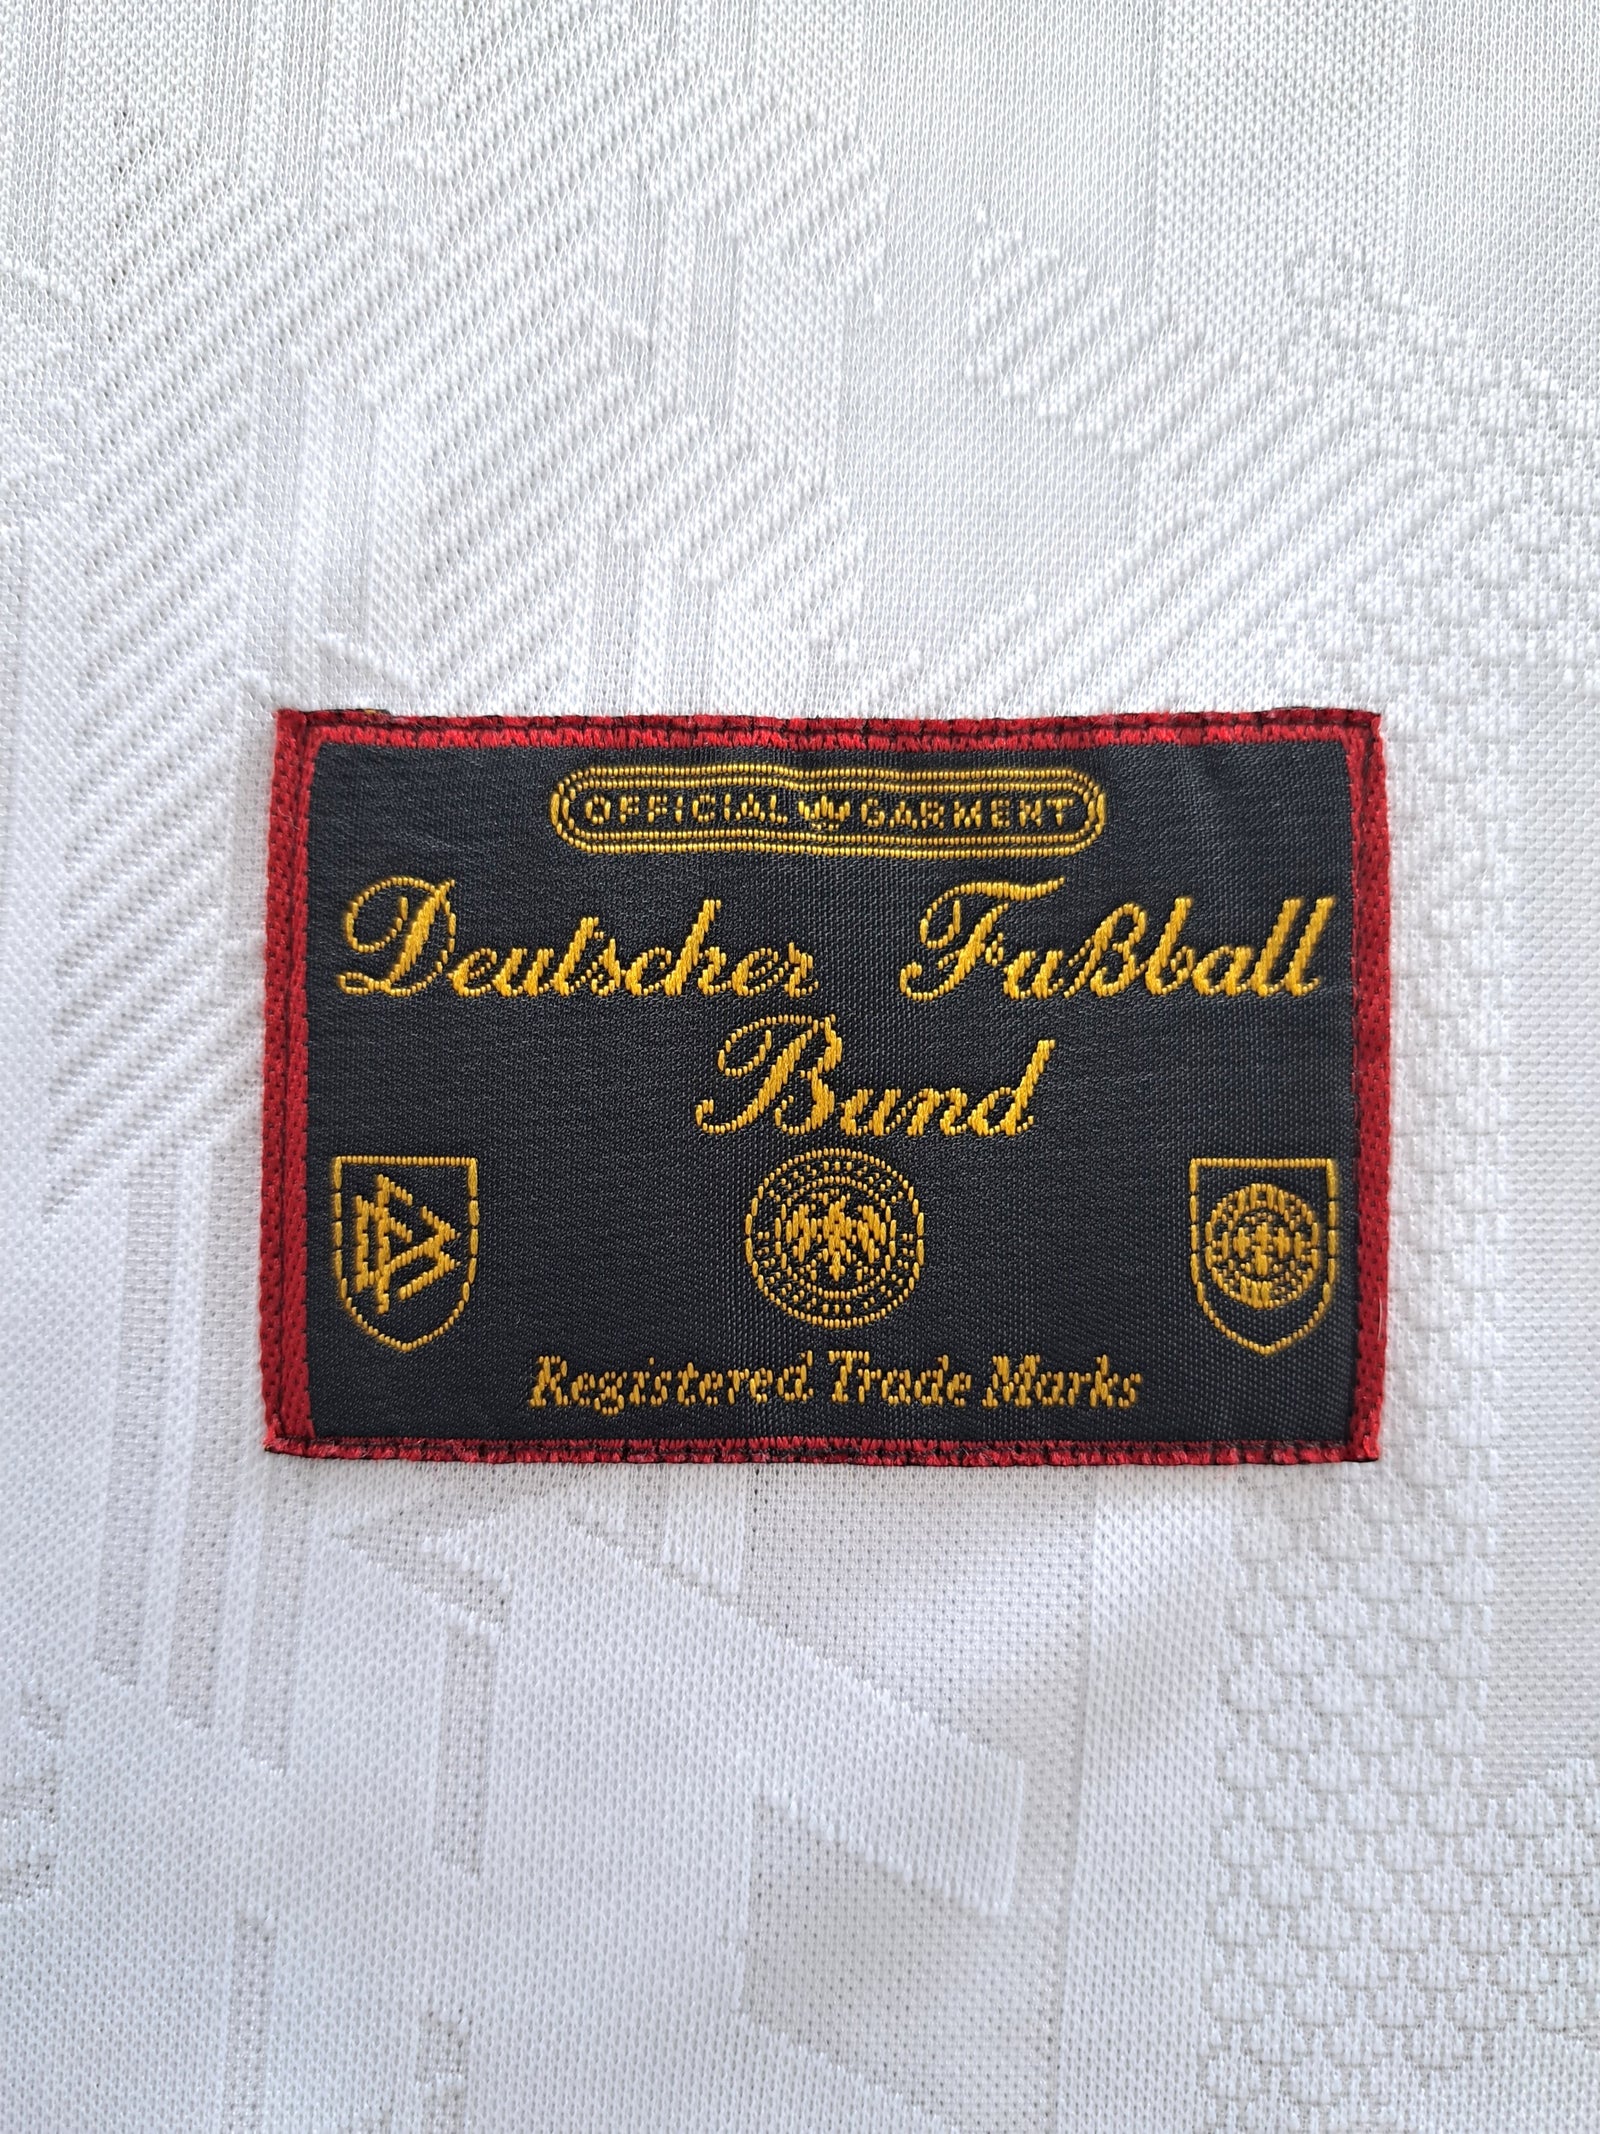 OFFICIAL GARMENT
Deutscher Fußball
Bund
Registered Trade Marks